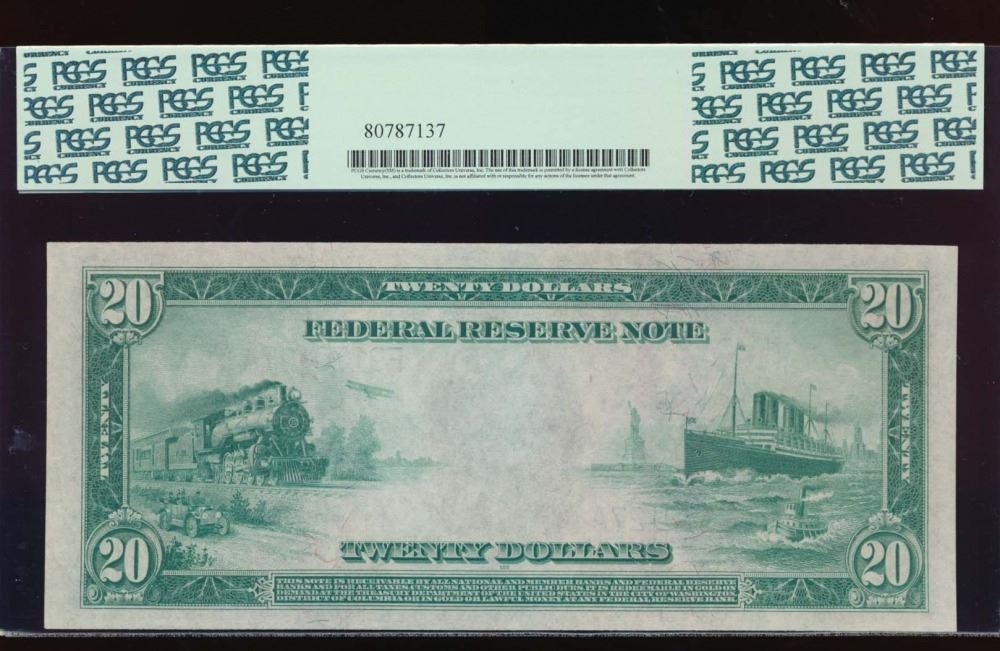 PCGS PCGS PCGS PCGS
CURRENCY CURRENCY CURRENCY CURRENCY
80787137
PCGS Currency(SM) is a trademark of Collectors Universe, Inc. The use of this trademark is permitted by a license agreement with Collectors
Universe, Inc., and Collectors Universe, Inc. is not affiliated with or responsible for any actions of the licensee under that agreement.
20 TWENTY DOLLARS 20
FEDERAL RESERVE NOTE
TWENTY TWENTY
TWENTY DOLLARS
20 20
THIS NOTE IS RECEIVABLE BY ALL NATIONAL AND MEMBER BANKS AND FEDERAL RESERVE
BANKS AND FOR ALL TAXES, CUSTOMS AND OTHER PUBLIC DUES. IT IS REDEEMABLE IN GOLD ON
DEMAND AT THE TREASURY DEPARTMENT OF THE UNITED STATES IN THE CITY OF WASHINGTON,
DISTRICT OF COLUMBIA OR IN GOLD OR LAWFUL MONEY AT ANY FEDERAL RESERVE BANK.